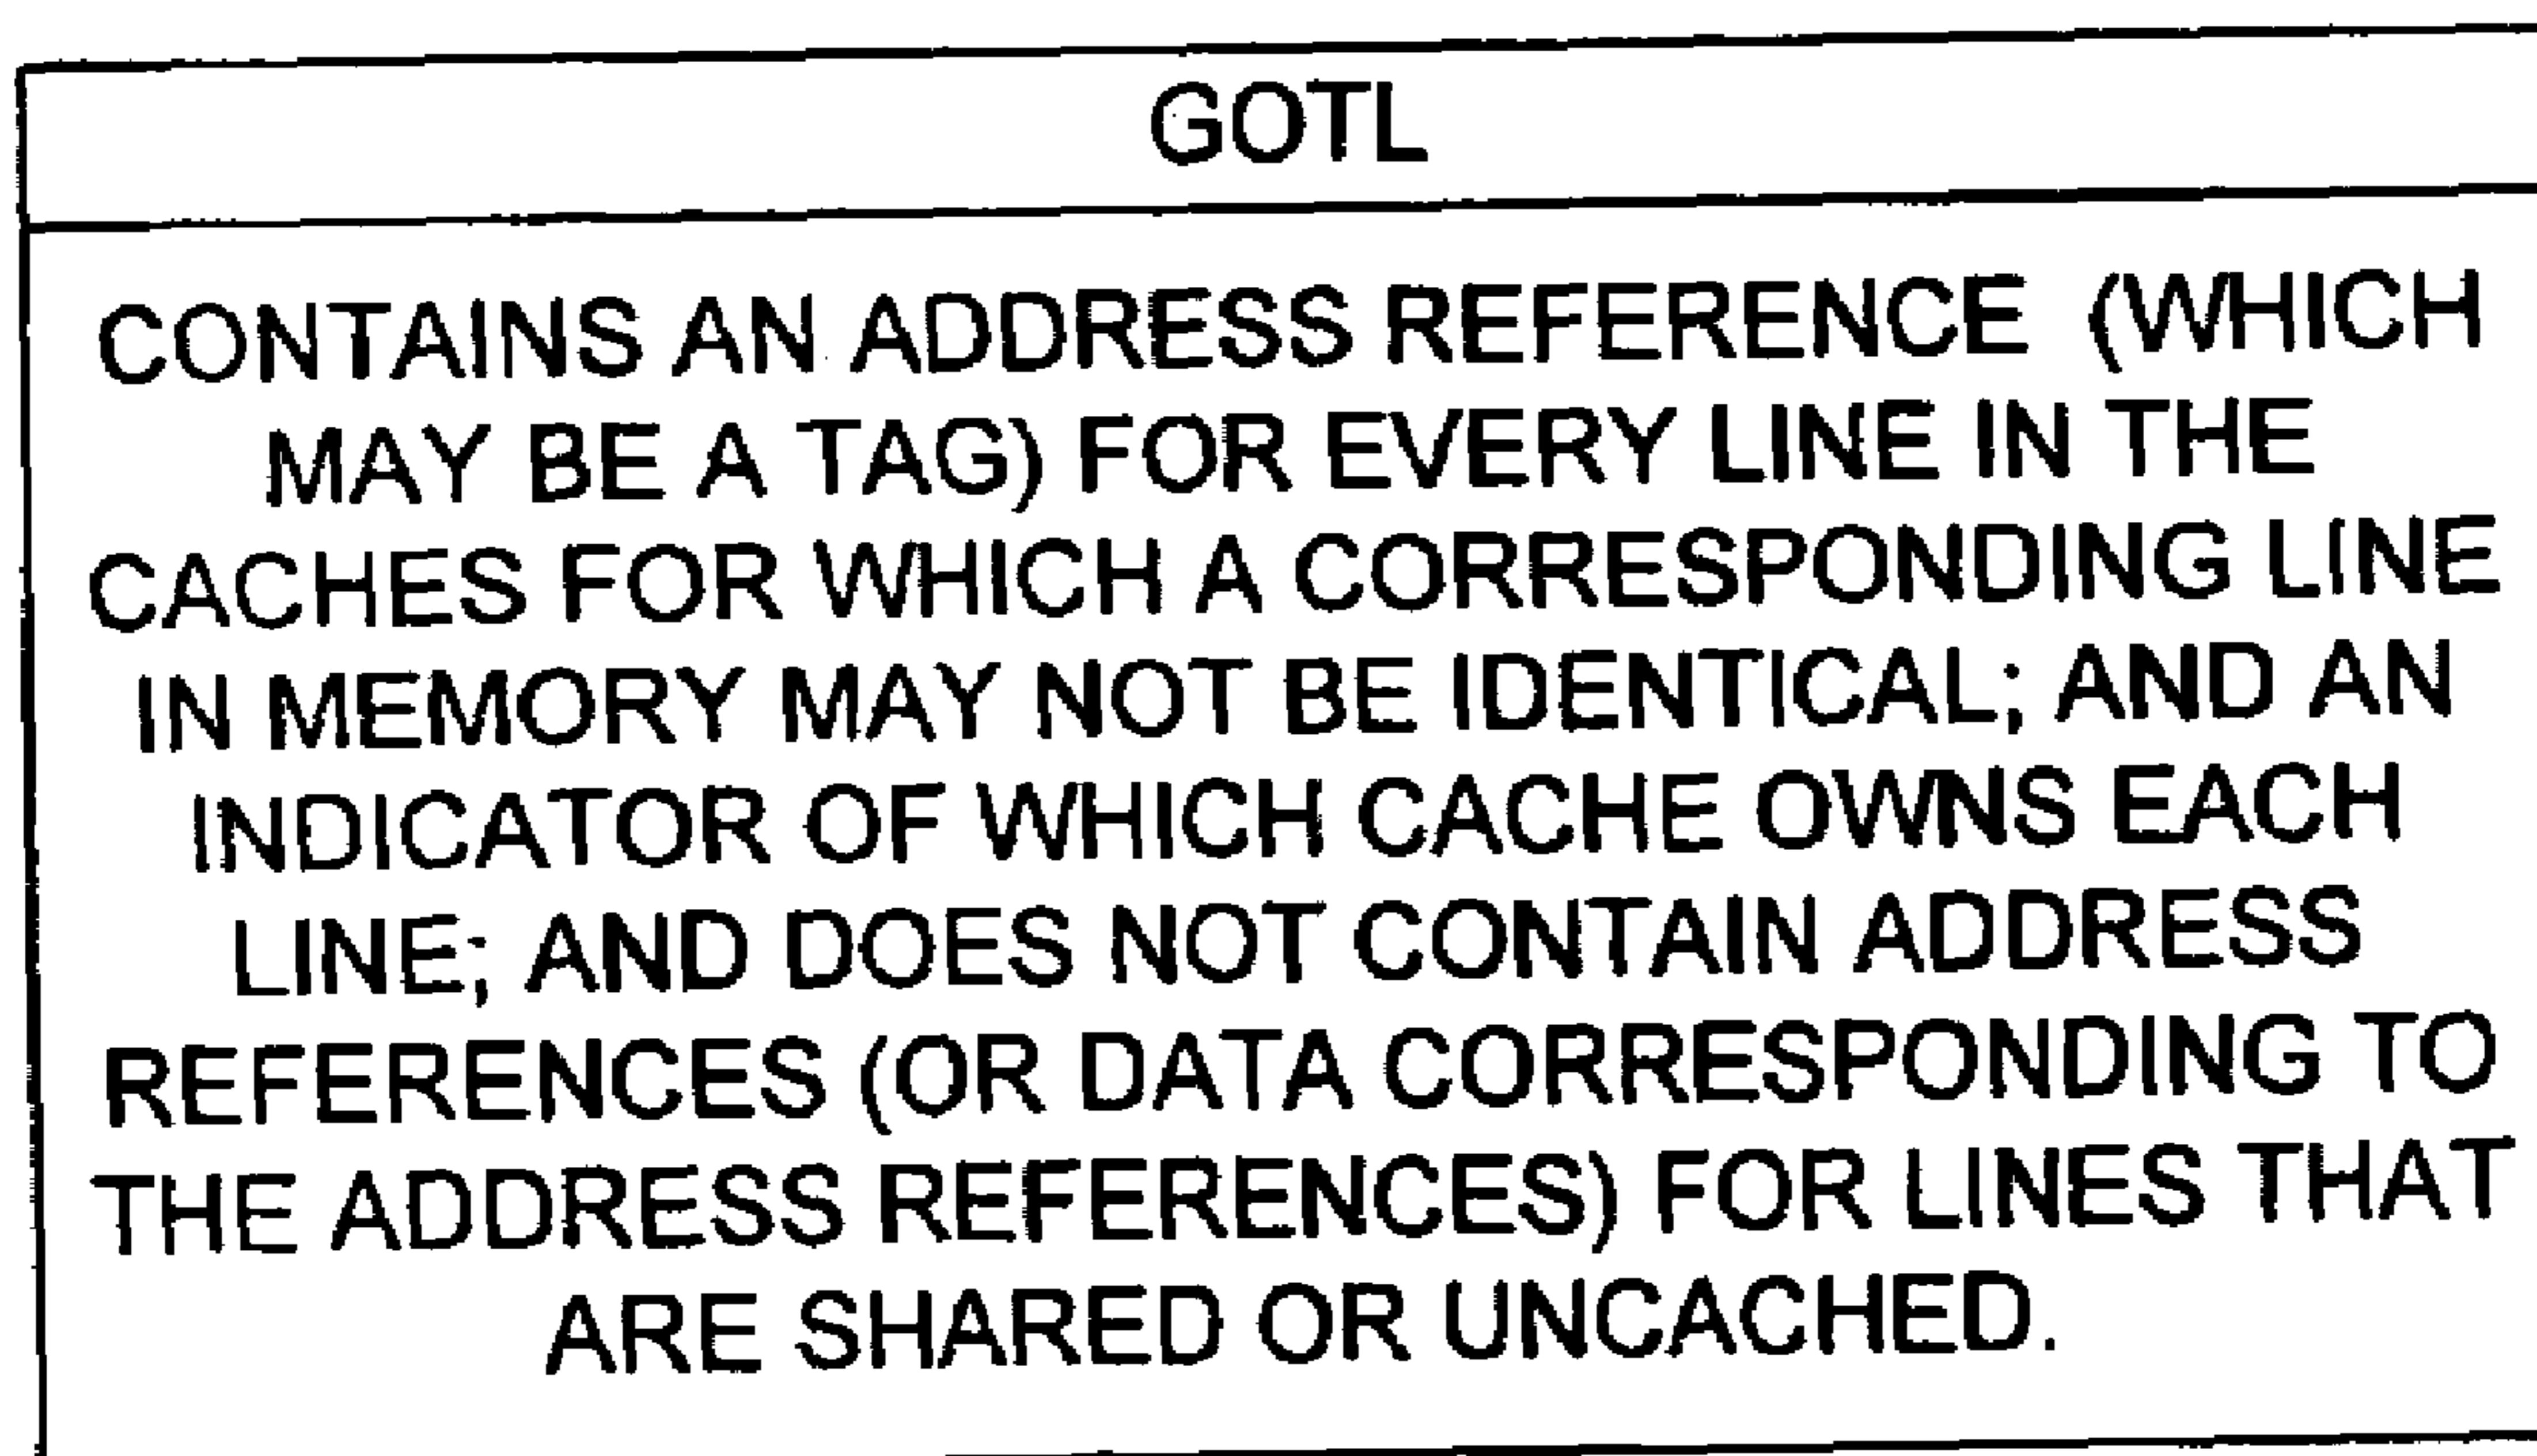 GOTL
CONTAINS AN ADDRESS REFERENCE (WHICH
MAY BE A TAG) FOR EVERY LINE IN THE
CACHES FOR WHICH A CORRESPONDING LINE
IN MEMORY MAY NOT BE IDENTICAL; AND AN
INDICATOR OF WHICH CACHE OWNS EACH
LINE; AND DOES NOT CONTAIN ADDRESS
REFERENCES (OR DATA CORRESPONDING TO
THE ADDRESS REFERENCES) FOR LINES THAT
ARE SHARED OR UNCACHED.